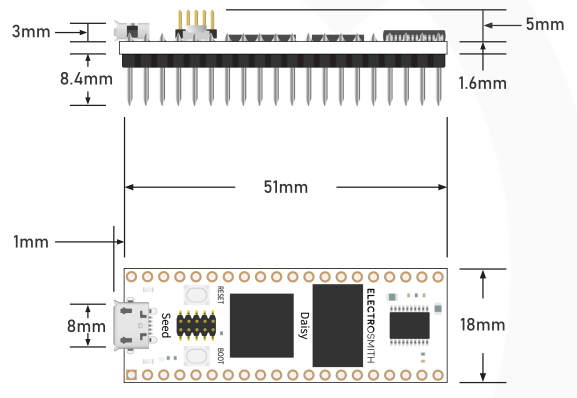 3mm
5mm
8.4mm
1.6mm
51mm
1mm
8mm
18mm
Seed
RESET
BOOT
Daisy
ELECTROSMITH